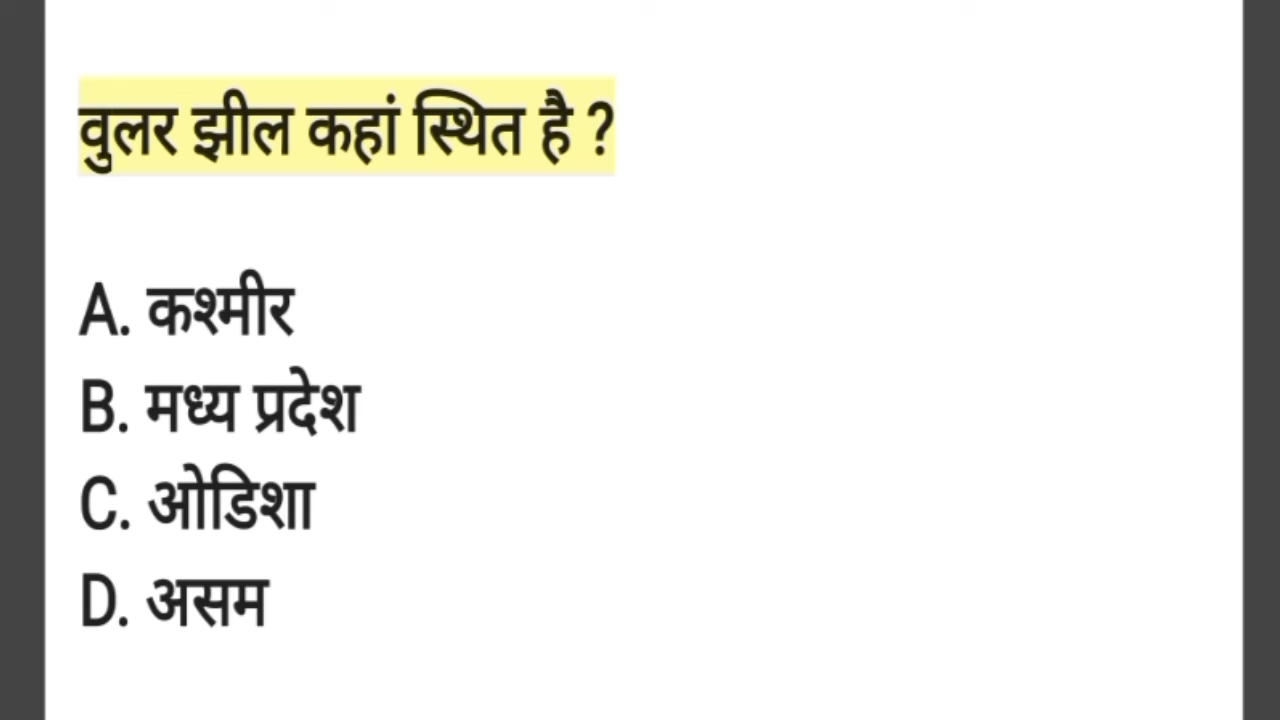 वुलर झील कहां स्थित है ?
A. कश्मीर
B. मध्य प्रदेश
C. ओडिशा
D. असम